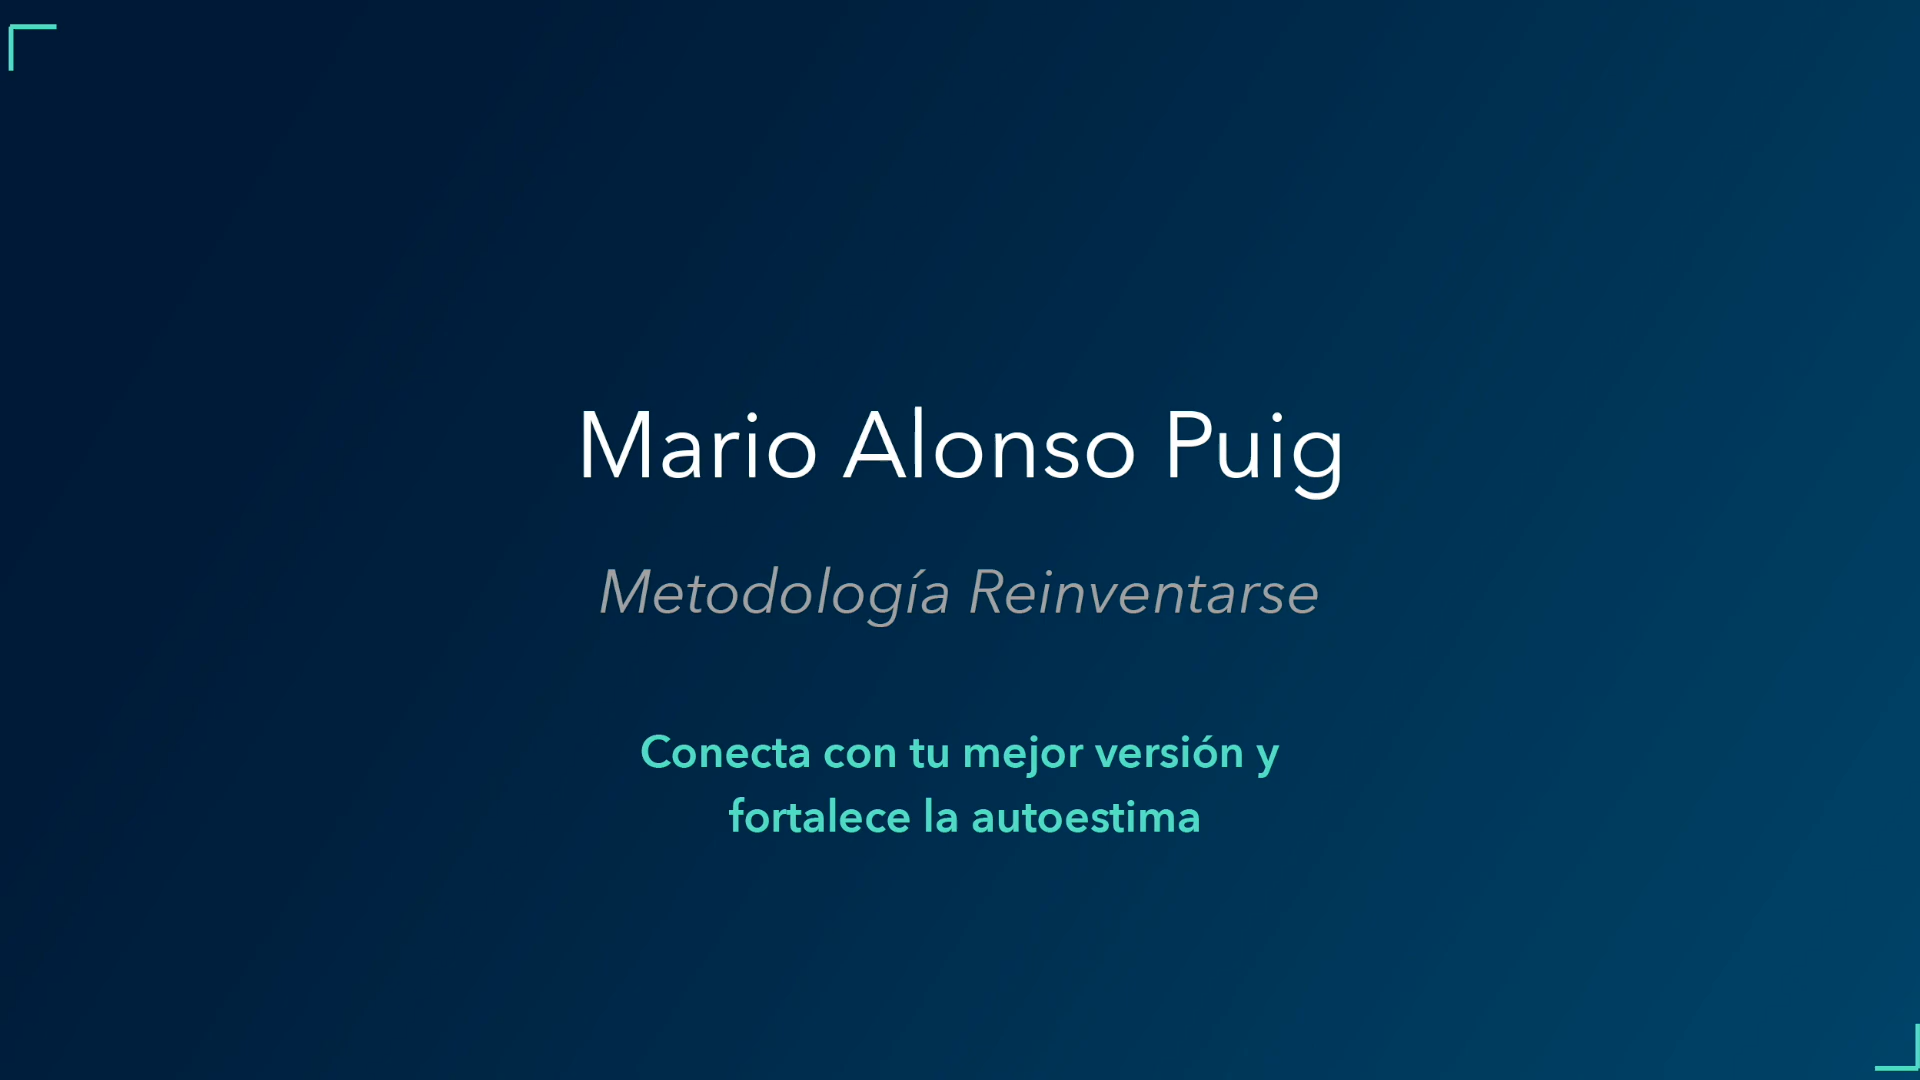 Mario Alonso Puig
Metodología Reinventarse
Conecta con tu mejor versión y
fortalece la autoestima